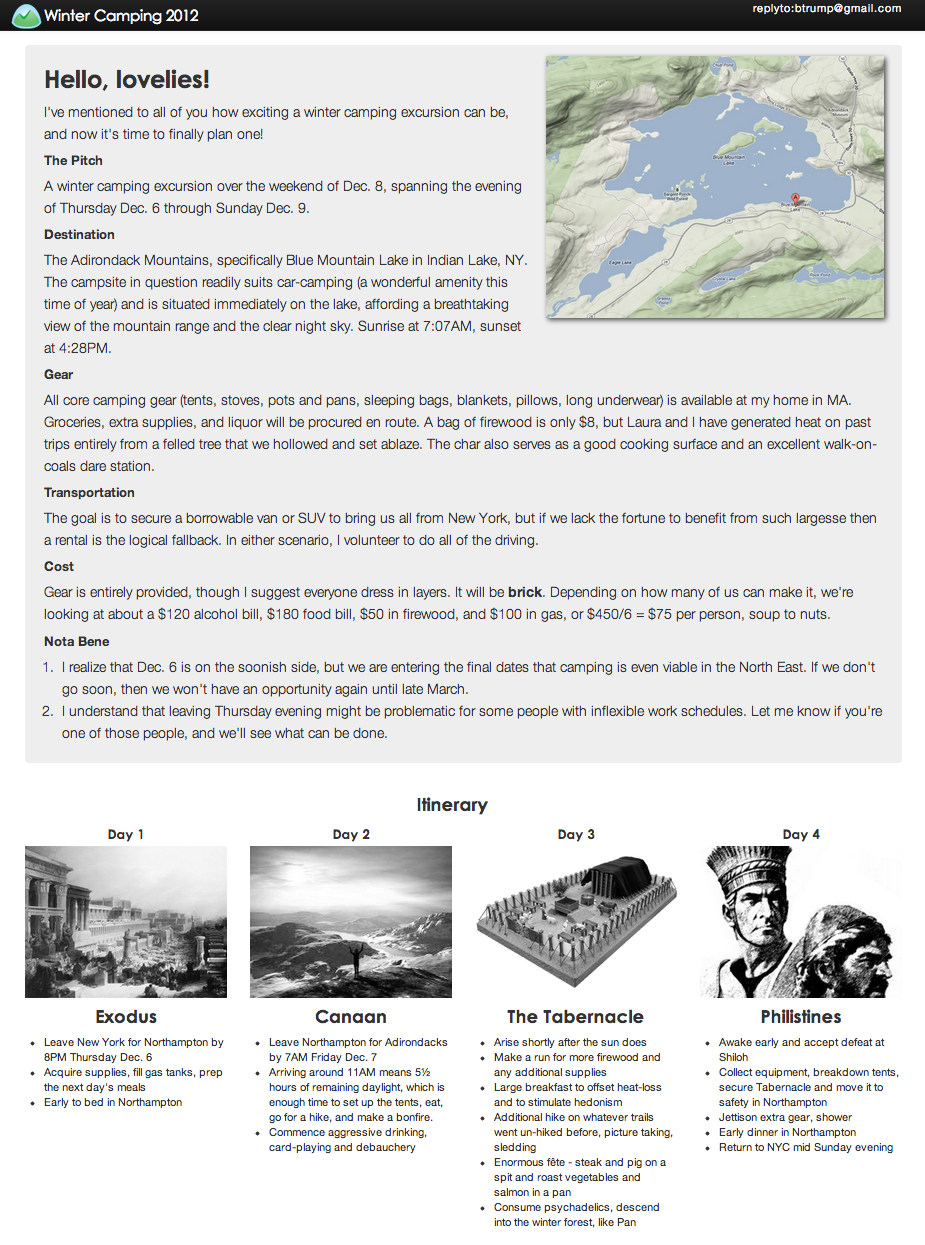 Winter Camping 2012
replyto:btrump@gmail.com
Hello, lovelies!
I've mentioned to all of you how exciting a winter camping excursion can be,
and now it's time to finally plan one!
The Pitch
A winter camping excursion over the weekend of Dec. 8, spanning the evening
of Thursday Dec. 6 through Sunday Dec. 9.
Destination
The Adirondack Mountains, specifically Blue Mountain Lake in Indian Lake, NY.
The campsite in question readily suits car-camping (a wonderful amenity this
time of year) and is situated immediately on the lake, affording a breathtaking
view of the mountain range and the clear night sky. Sunrise at 7:07AM, sunset
at 4:28PM.
Blue Mountain
Lake
Sargent Ponds
Wild Forest
A
Blue Mountain
Lake
Eagle Lake
Adirondack
Museum
28
28
Gear
All core camping gear (tents, stoves, pots and pans, sleeping bags, blankets, pillows, long underwear) is available at my home in MA.
Groceries, extra supplies, and liquor will be procured en route. A bag of firewood is only $8, but Laura and I have generated heat on past
trips entirely from a felled tree that we hollowed and set ablaze. The char also serves as a good cooking surface and an excellent walk-on-
coals dare station.
Transportation
The goal is to secure a borrowable van or SUV to bring us all from New York, but if we lack the fortune to benefit from such largesse then
a rental is the logical fallback. In either scenario, I volunteer to do all of the driving.
Cost
Gear is entirely provided, though I suggest everyone dress in layers. It will be brick. Depending on how many of us can make it, we're
looking at about a $120 alcohol bill, $180 food bill, $50 in firewood, and $100 in gas, or $450/6 = $75 per person, soup to nuts.
Nota Bene
1. I realize that Dec. 6 is on the soonish side, but we are entering the final dates that camping is even viable in the North East. If we don't
go soon, then we won't have an opportunity again until late March.
2. I understand that leaving Thursday evening might be problematic for some people with inflexible work schedules. Let me know if you're
one of those people, and we'll see what can be done.
Itinerary
Day 1
Exodus
• Leave New York for Northampton by
8PM Thursday Dec. 6
• Acquire supplies, fill gas tanks, prep
the next day's meals
• Early to bed in Northampton
Day 2
Canaan
• Leave Northampton for Adirondacks
by 7AM Friday Dec. 7
• Arriving around 11AM means 5½
hours of remaining daylight, which is
enough time to set up the tents, eat,
go for a hike, and make a bonfire.
• Commence aggressive drinking,
card-playing and debauchery
Day 3
The Tabernacle
• Arise shortly after the sun does
• Make a run for more firewood and
any additional supplies
• Large breakfast to offset heat-loss
and to stimulate hedonism
• Additional hike on whatever trails
went un-hiked before, picture taking,
sledding
• Enormous fête - steak and pig on a
spit and roast vegetables and
salmon in a pan
• Consume psychadelics, descend
into the winter forest, like Pan
Day 4
Philistines
• Awake early and accept defeat at
Shiloh
• Collect equipment, breakdown tents,
secure Tabernacle and move it to
safety in Northampton
• Jettison extra gear, shower
• Early dinner in Northampton
• Return to NYC mid Sunday evening